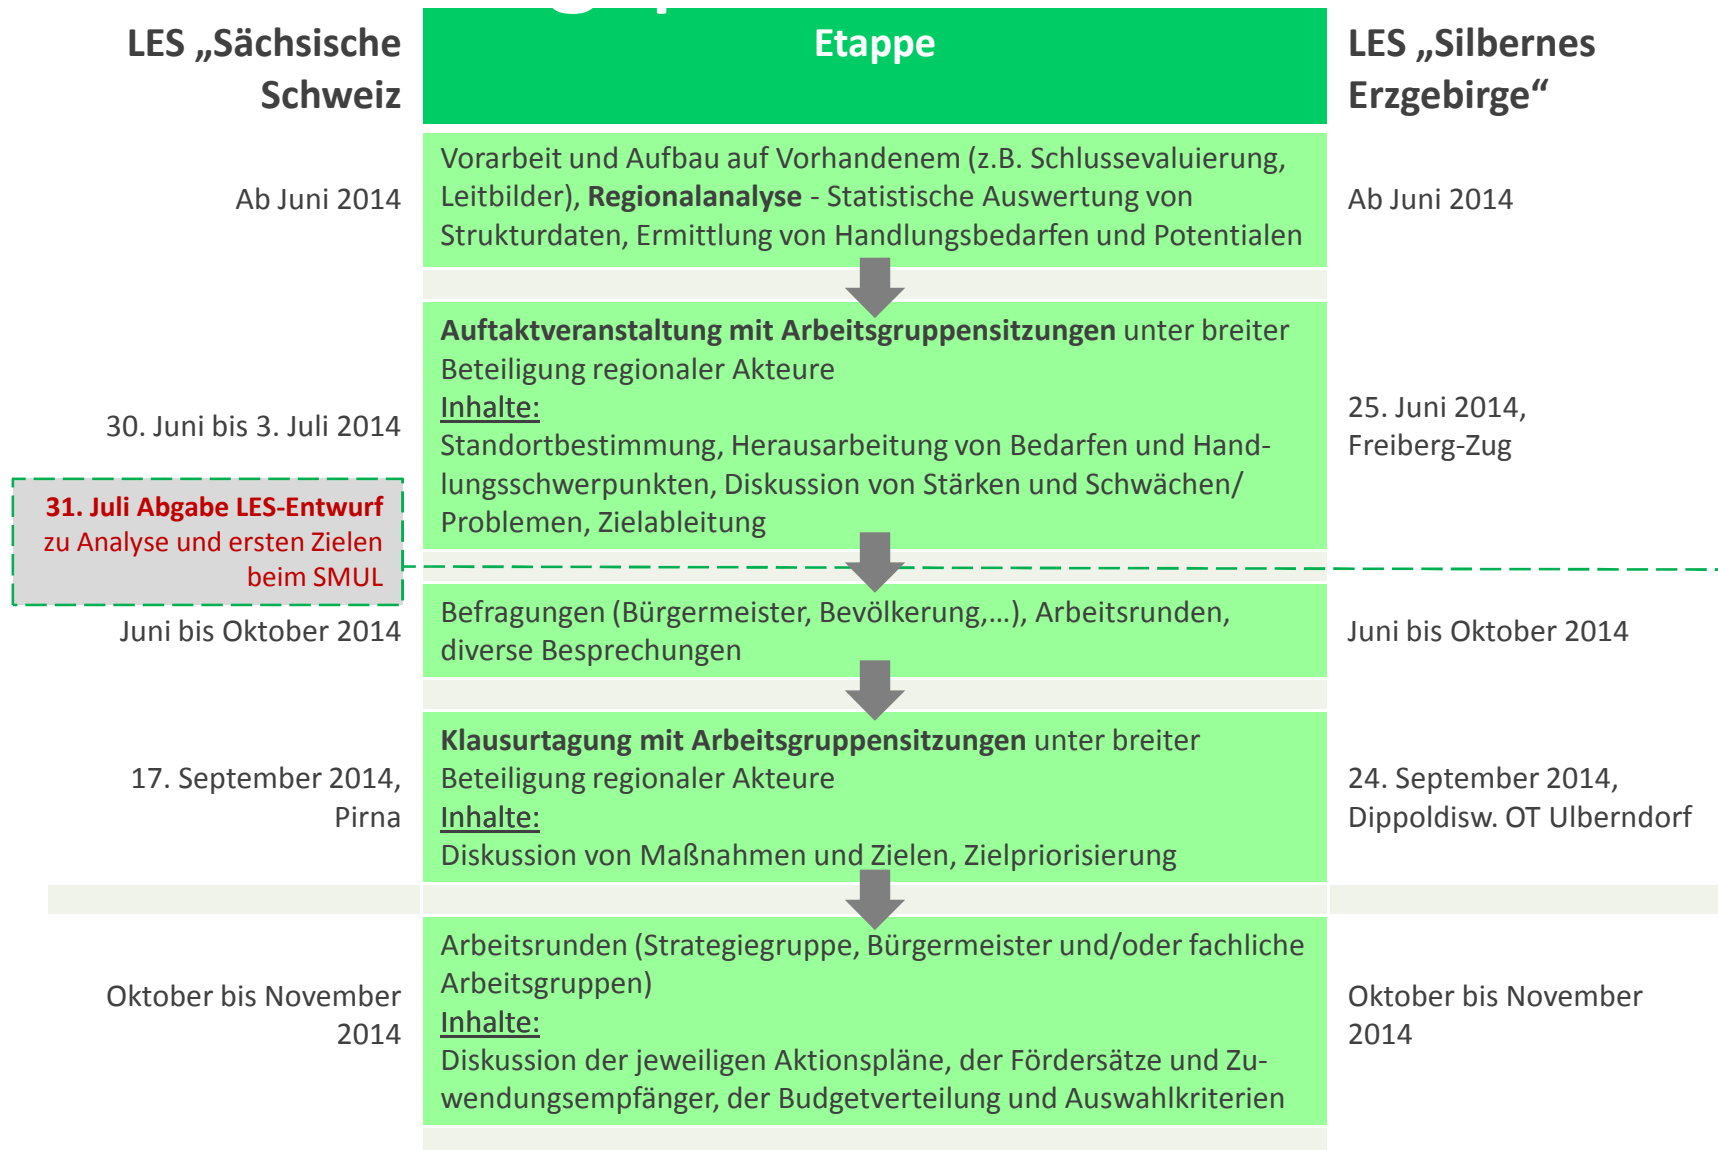 LES „Sächsische
Schweiz
Etappe
LES „Silbernes
Erzgebirge“
Ab Juni 2014
Vorarbeit und Aufbau auf Vorhandenem (z.B. Schlussevaluierung,
Leitbilder), Regionalanalyse - Statistische Auswertung von
Strukturdaten, Ermittlung von Handlungsbedarfen und Potentialen
Ab Juni 2014
30. Juni bis 3. Juli 2014
Auftaktveranstaltung mit Arbeitsgruppensitzungen unter breiter
Beteiligung regionaler Akteure
Inhalte:
Standortbestimmung, Herausarbeitung von Bedarfen und Hand-
lungsschwerpunkten, Diskussion von Stärken und Schwächen/
Problemen, Zielableitung
25. Juni 2014,
Freiberg-Zug
31. Juli Abgabe LES-Entwurf
zu Analyse und ersten Zielen
beim SMUL
Juni bis Oktober 2014
Befragungen (Bürgermeister, Bevölkerung,...), Arbeitsrunden,
diverse Besprechungen
Juni bis Oktober 2014
17. September 2014,
Pirna
Klausurtagung mit Arbeitsgruppensitzungen unter breiter
Beteiligung regionaler Akteure
Inhalte:
Diskussion von Maßnahmen und Zielen, Zielpriorisierung
24. September 2014,
Dippoldisw. OT Ulberndorf
Oktober bis November
2014
Arbeitsrunden (Strategiegruppe, Bürgermeister und/oder fachliche
Arbeitsgruppen)
Inhalte:
Diskussion der jeweiligen Aktionspläne, der Fördersätze und Zu-
wendungsempfänger, der Budgetverteilung und Auswahlkriterien
Oktober bis November
2014